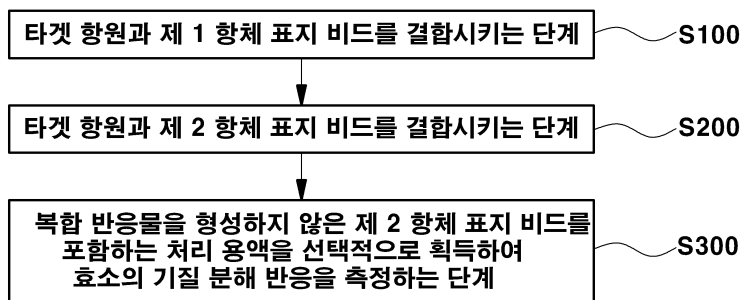 타겟 항원과 제 1 항체 표지 비드를 결합시키는 단계
S100
타겟 항원과 제 2 항체 표지 비드를 결합시키는 단계
S200
복합 반응물을 형성하지 않은 제 2 항체 표지 비드를
포함하는 처리 용액을 선택적으로 획득하여
효소의 기질 분해 반응을 측정하는 단계
S300